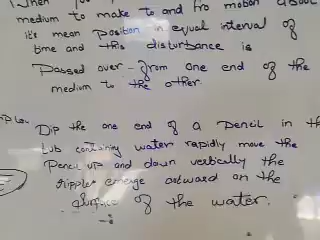 medium to make to and fro motion about
it's mean position in equal interval of
time and this disturbance is
passed over from one end of the
medium to the other.
Dip the one end of a pencil in th
tub containing water rapidly move the
pencil up and down vertically the
ripples emerge outward on the
surface of the water.